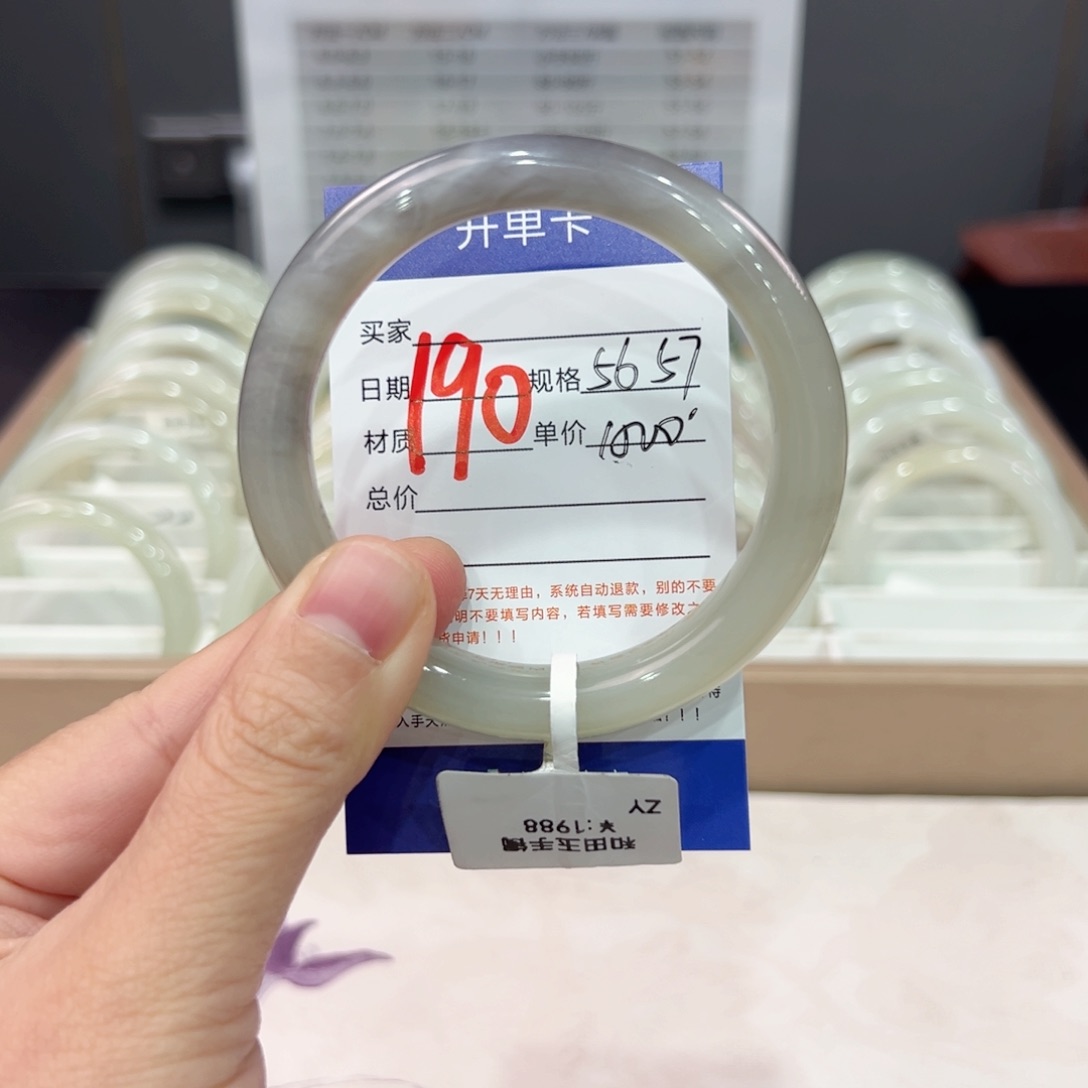 开单卡
买家
日期 190 规格 56 57
材质 单价 1000
总价
7天无理由，系统自动退款，别的不要
明不要填写内容，若填写需要修改之
货申请！！！
入手
！！！
ZY
¥:1988
和田玉手镯